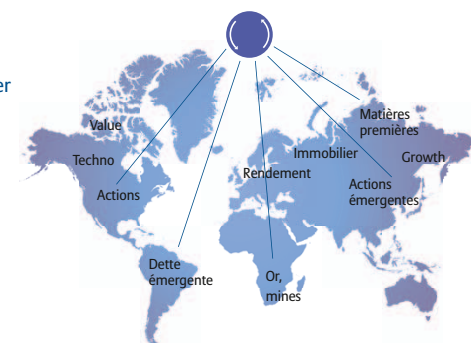 er
Value
Techno
Actions
Dette
émergente
Rendement
Or,
mines
Immobilier
Matières
premières
Growth
Actions
émergentes